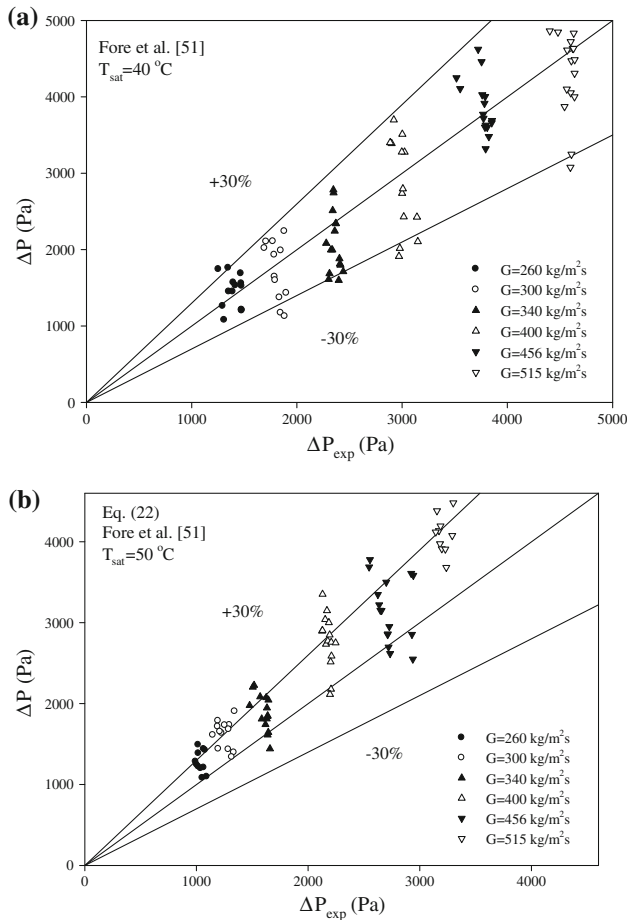 (a)
Fore et al. [51]
T_sat=40 °C
5000
4000
3000
2000
1000
0
ΔP (Pa)
+30%
-30%
G=260 kg/m²s
G=300 kg/m²s
G=340 kg/m²s
G=400 kg/m²s
G=456 kg/m²s
G=515 kg/m²s
0 1000 2000 3000 4000 5000
ΔP_exp (Pa)
(b)
Eq. (22)
Fore et al. [51]
T_sat=50 °C
4000
3000
2000
1000
0
ΔP (Pa)
+30%
-30%
G=260 kg/m²s
G=300 kg/m²s
G=340 kg/m²s
G=400 kg/m²s
G=456 kg/m²s
G=515 kg/m²s
0 1000 2000 3000 4000
ΔP_exp (Pa)